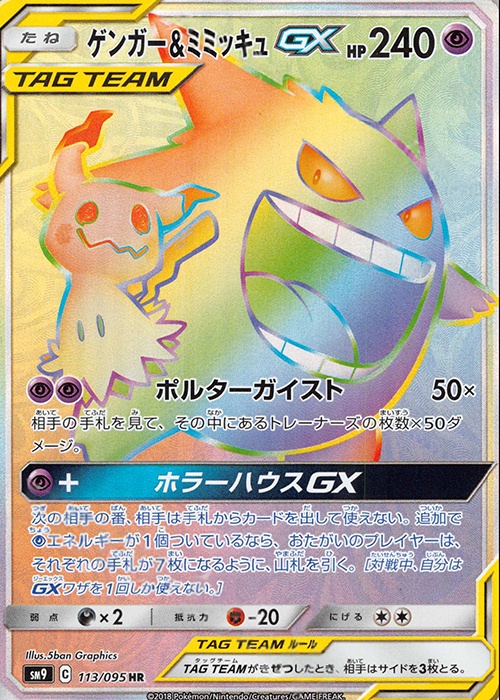 たね ゲンガー&ミミッキュGX HP240
TAG TEAM
ポルターガイスト 50×
相手の手札を見て、その中にあるトレーナーズの枚数×50ダ
メージ。
+ ホラーハウスGX
次の相手の番、相手は手札からカードを出して使えない。追加で
エネルギーが1個ついているなら、おたがいのプレイヤーは、
それぞれの手札が7枚になるように、山札を引く。[対戦中、自分は
GXワザを1回しか使えない。]
弱点 ×2 抵抗力 -20 にげる
Illus.5ban Graphics
TAG TEAM ルール
sm9 C 113/095 HR
TAG TEAMがきぜつしたとき、相手はサイドを3枚とる。
©2018 Pokémon/Nintendo/Creatures/GAME FREAK.